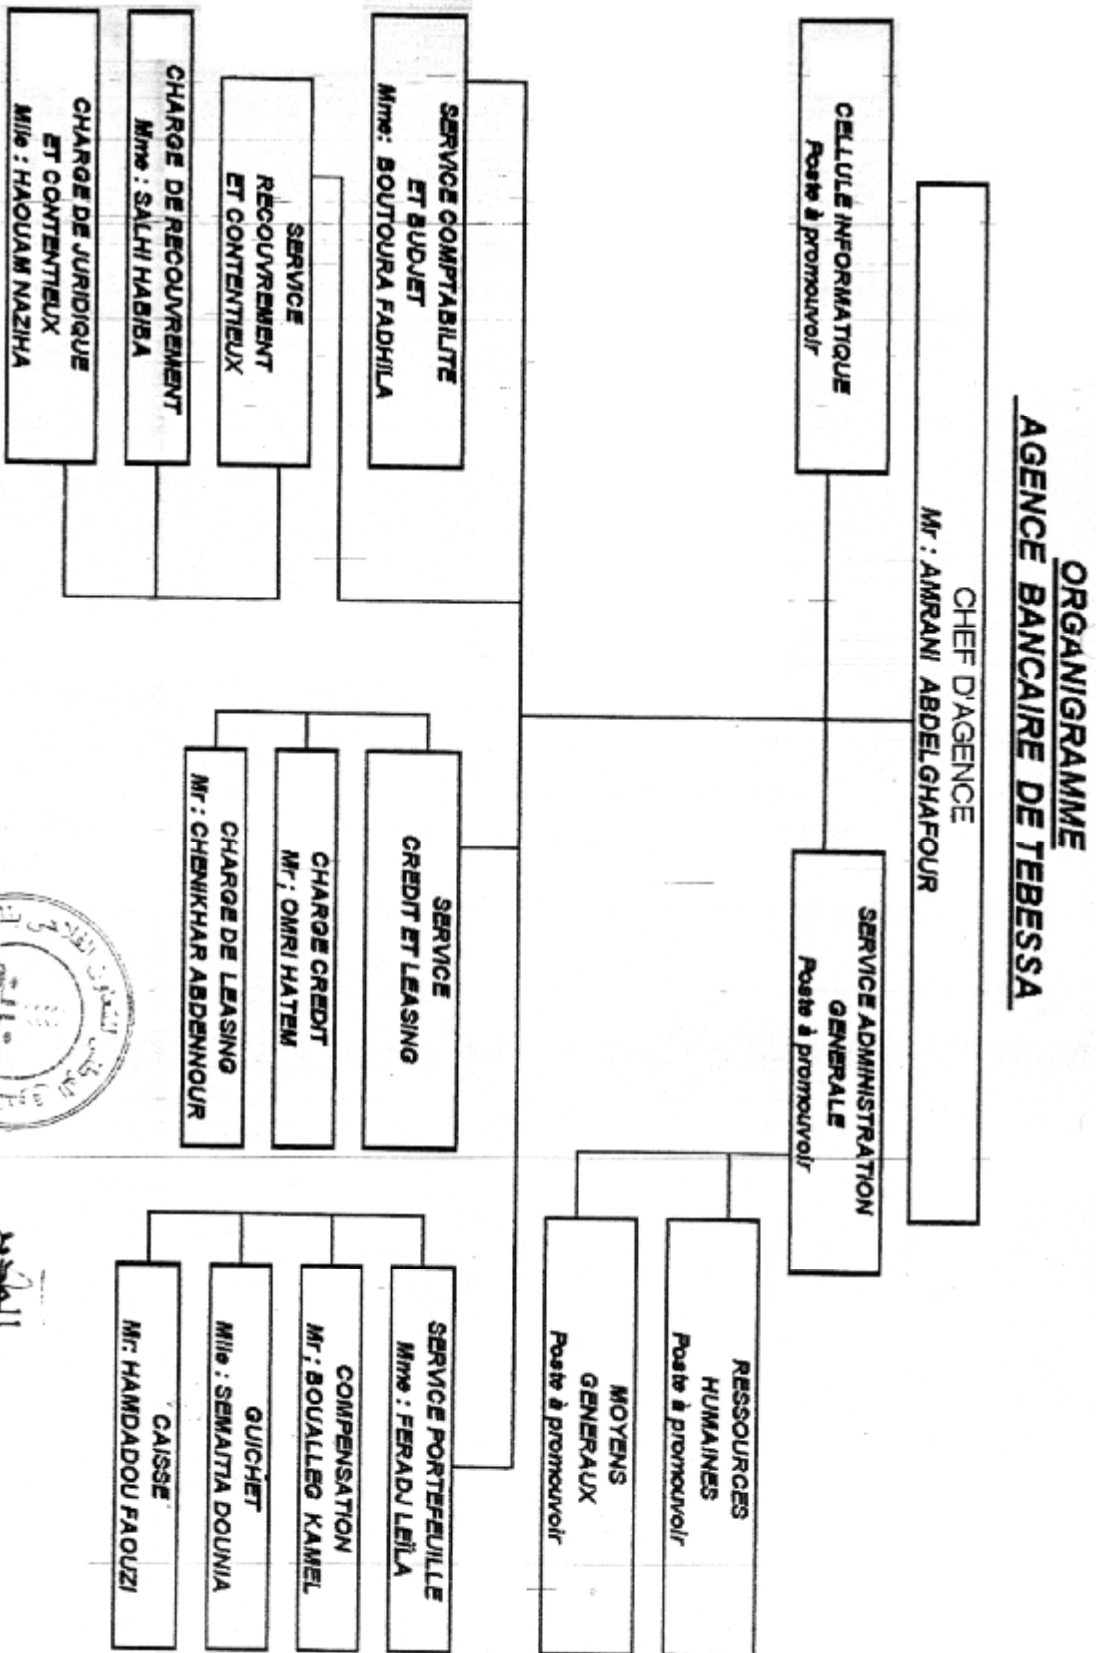 ORGANIGRAMME
AGENCE BANCAIRE DE TEBESSA
CHEF D'AGENCE
Mr : AMRANI ABDELGHAFOUR
CELLULE INFORMATIQUE
Poste à promouvoir
SERVICE ADMINISTRATION
GENERALE
Poste à promouvoir
RESSOURCES
HUMAINES
Poste à promouvoir
MOYENS
GENERAUX
Poste à promouvoir
SERVICE COMPTABILITE
ET BUDJET
Mme: BOUTOURA FADHILA
SERVICE
RECOUVREMENT
ET CONTENTIEUX
CHARGE DE RECOUVREMENT
Mme : SALHI HABIBA
CHARGE DE JURIDIQUE
ET CONTENTIEUX
Mlle : HAOUAM NAZIHA
SERVICE
CREDIT ET LEASING
CHARGE CREDIT
Mr ; OMRI HATEM
CHARGE DE LEASING
Mr : CHENIKHAR ABDENNOUR
SERVICE PORTEFEUILLE
Mme : FERADJ LEÏLA
COMPENSATION
Mr ; BOUALLEG KAMEL
GUICHET
Mlle : SEMAITIA DOUNIA
CAISSE
Mr: HAMDADOU FAOUZI